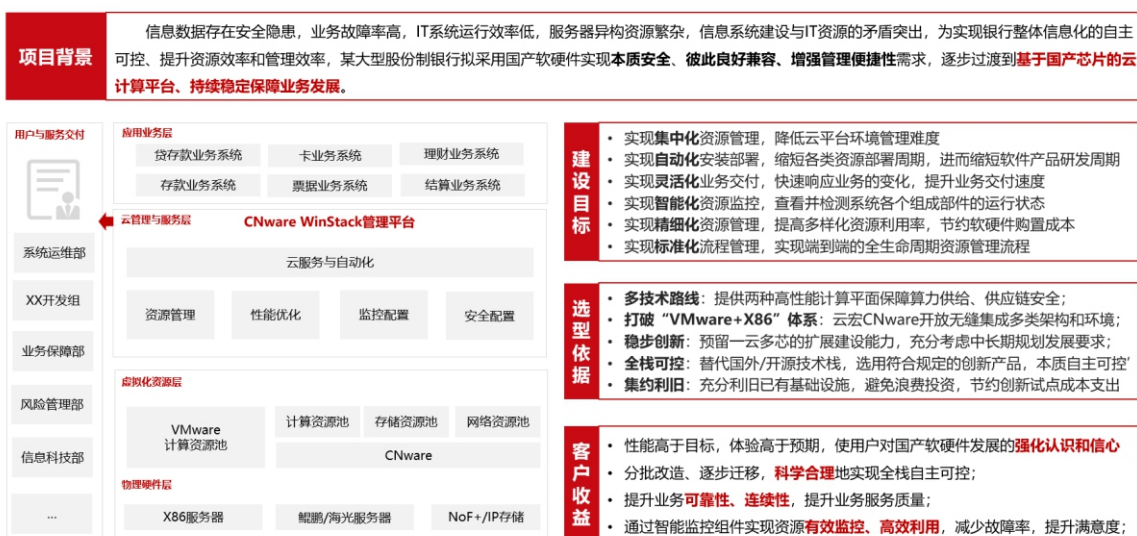 项目背景
信息数据存在安全隐患，业务故障率高，IT系统运行效率低，服务器异构资源繁杂，信息系统建设与IT资源的矛盾突出，为实现银行整体信息化的自主
可控、提升资源效率和管理效率，某大型股份制银行拟采用国产软硬件实现本质安全、彼此良好兼容、增强管理便捷性需求，逐步过渡到基于国产芯片的云
计算平台、持续稳定保障业务发展。
用户与服务交付
系统运维部
XX开发组
业务保障部
风险管理部
信息科技部
...
应用业务层
贷存款业务系统 卡业务系统 理财业务系统
存款业务系统 票据业务系统 结算业务系统
云管理与服务层 CNware WinStack管理平台
云服务与自动化
资源管理 性能优化 监控配置 安全配置
虚拟化资源层
VMware
计算资源池
计算资源池 存储资源池 网络资源池
CNware
物理硬件层
X86服务器 鲲鹏/海光服务器 NoF+/IP存储
建设目标
• 实现集中化资源管理，降低云平台环境管理难度
• 实现自动化安装部署，缩短各类资源部署周期，进而缩短软件产品研发周期
• 实现灵活化业务交付，快速响应业务的变化，提升业务交付速度
• 实现智能化资源监控，查看并检测系统各个组成部件的运行状态
• 实现精细化资源管理，提高多样化资源利用率，节约软硬件购置成本
• 实现标准化流程管理，实现端到端的全生命周期资源管理流程
选型依据
• 多技术路线：提供两种高性能计算平面保障算力供给、供应链安全；
• 打破“VMware+X86”体系：云宏CNware开放无缝集成多类架构和环境；
• 稳步创新：预留一云多芯的扩展建设能力，充分考虑中长期规划发展要求；
• 全栈可控：替代国外/开源技术栈，选用符合规定的创新产品，本质自主可控’
• 集约利旧：充分利旧已有基础设施，避免浪费投资，节约创新试点成本支出
客户收益
• 性能高于目标，体验高于预期，使用户对国产软硬件发展的强化认识和信心
• 分批改造、逐步迁移，科学合理地实现全栈自主可控；
• 提升业务可靠性、连续性，提升业务服务质量；
• 通过智能监控组件实现资源有效监控、高效利用，减少故障率，提升满意度；